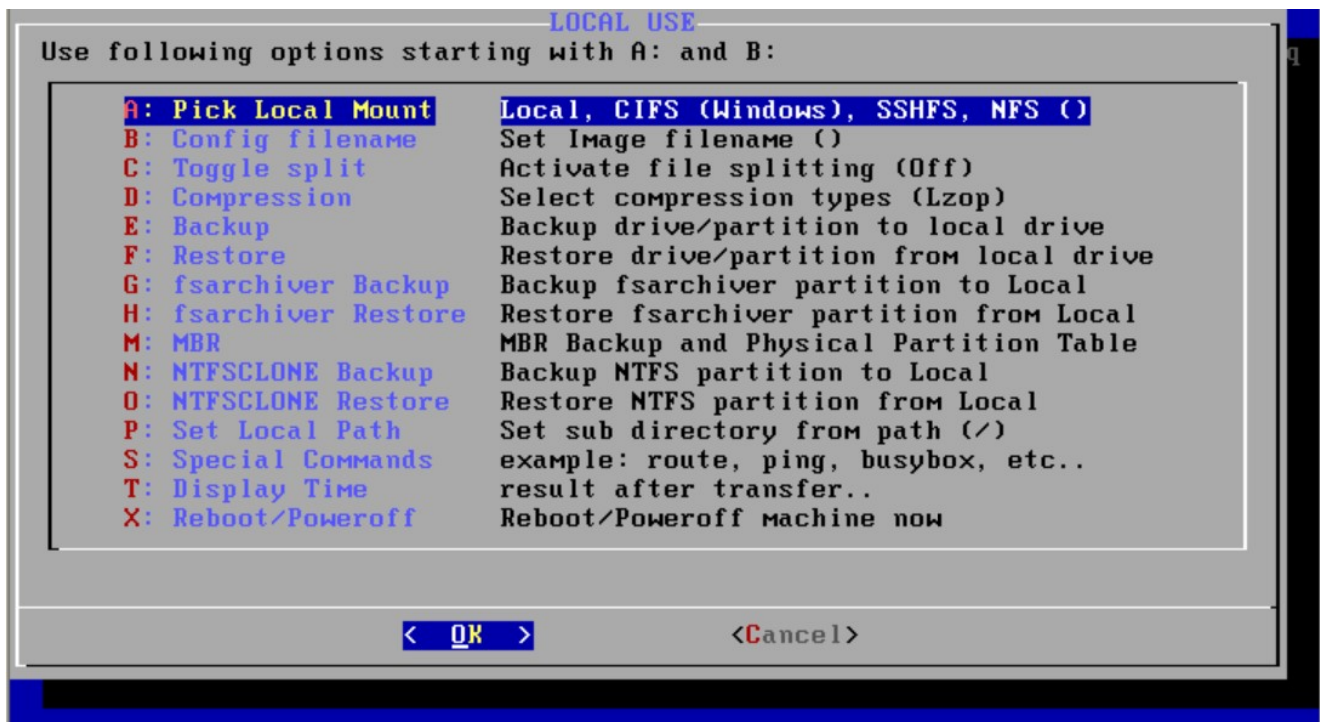 LOCAL USE
Use following options starting with A: and B:
q
A: Pick Local Mount Local, CIFS (Windows), SSHFS, NFS ()
B: Config filename Set Image filename ()
C: Toggle split Activate file splitting (Off)
D: Compression Select compression types (Lzop)
E: Backup Backup drive/partition to local drive
F: Restore Restore drive/partition from local drive
G: fsarchiver Backup Backup fsarchiver partition to Local
H: fsarchiver Restore Restore fsarchiver partition from Local
M: MBR MBR Backup and Physical Partition Table
N: NTFSCLONE Backup Backup NTFS partition to Local
O: NTFSCLONE Restore Restore NTFS partition from Local
P: Set Local Path Set sub directory from path (/)
S: Special Commands example: route, ping, busybox, etc..
T: Display Time result after transfer..
X: Reboot/Poweroff Reboot/Poweroff machine now
< OK > <Cancel>